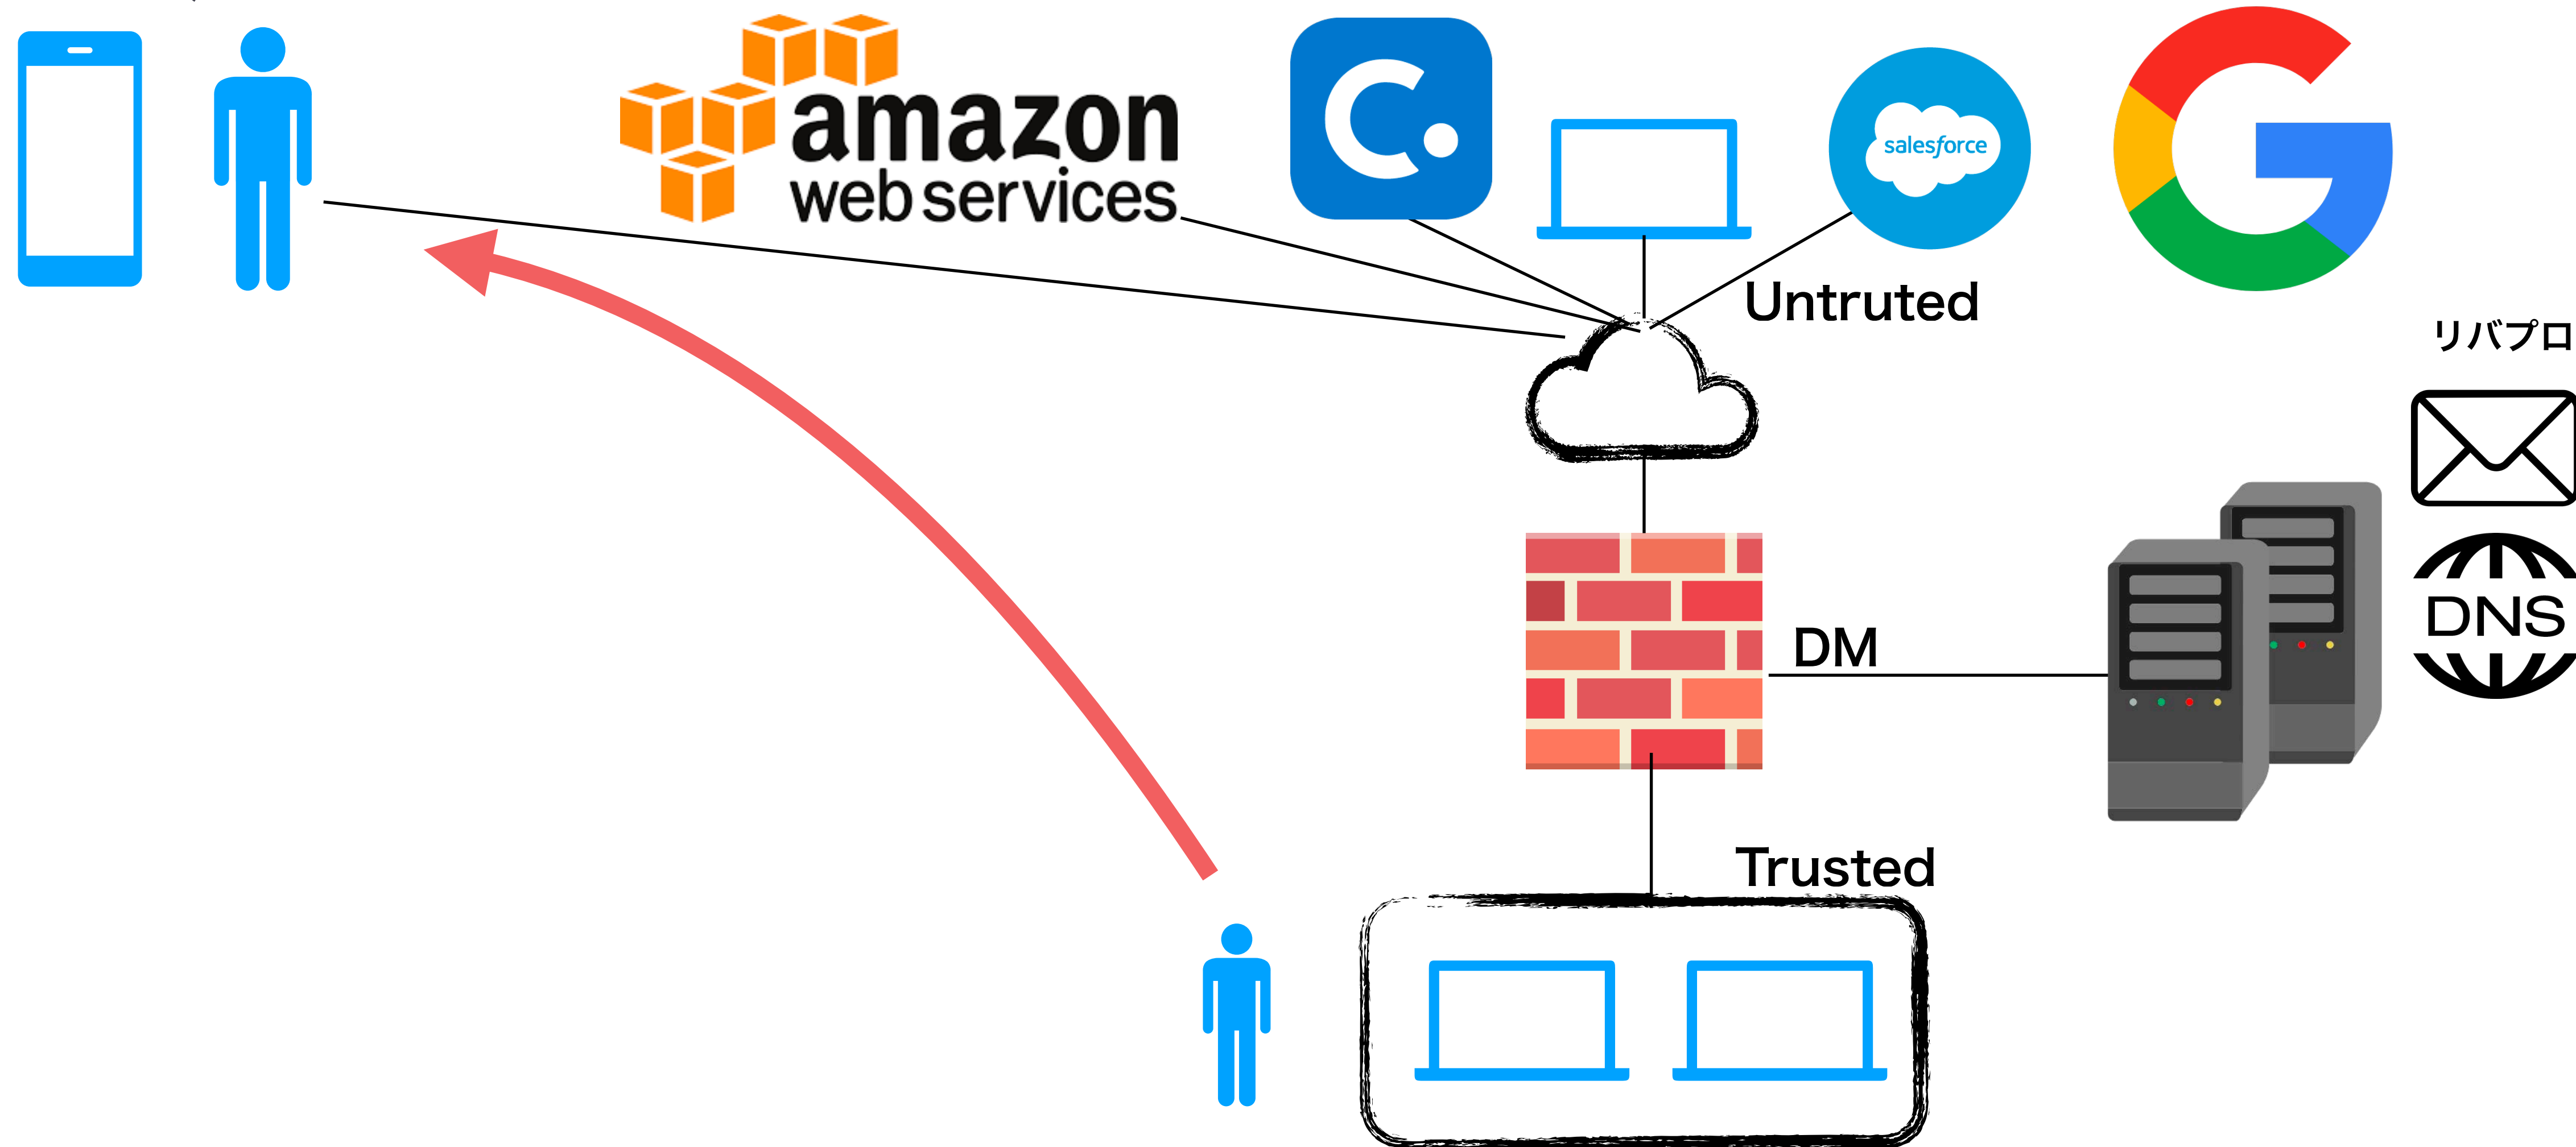 amazon
web services
salesforce
Untruted
リバプロ
DNS
DM
Trusted